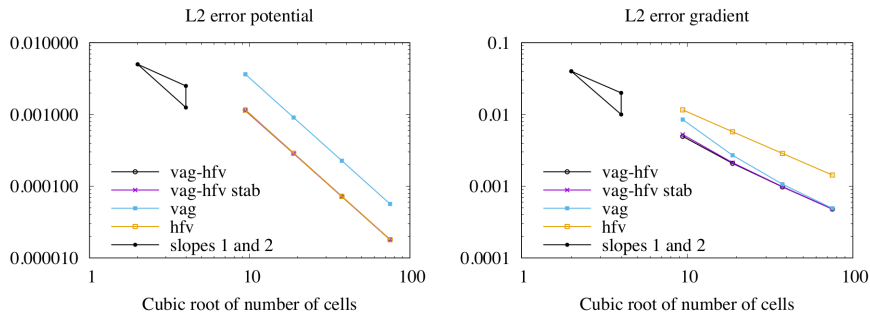 L2 error potential
0.010000
0.001000
0.000100
0.000010
vag-hfv
vag-hfv stab
vag
hfv
slopes 1 and 2
1
10
100
Cubic root of number of cells
L2 error gradient
0.1
0.01
0.001
0.0001
vag-hfv
vag-hfv stab
vag
hfv
slopes 1 and 2
1
10
100
Cubic root of number of cells